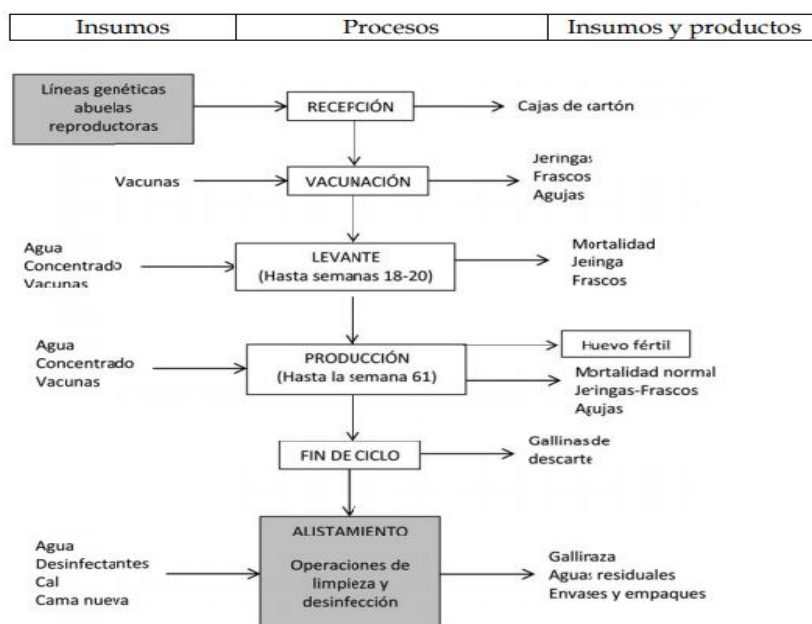 Insumos Procesos Insumos y productos
Líneas genéticas
abuelas
reproductoras
RECEPCIÓN
Cajas de cartón
Vacunas
VACUNACIÓN
Jeringas
Frascos
Agujas
Agua
Concentrado
Vacunas
LEVANTE
(Hasta semanas 18-20)
Mortalidad
Jeringa
Frascos
Agua
Concentrado
Vacunas
PRODUCCIÓN
(Hasta la semana 61)
Huevo fértil
Mortalidad normal
Jeringas-Frascos
Agujas
FIN DE CICLO
Gallinas de
descarte
Agua
Desinfectantes
Cal
Cama nueva
ALISTAMIENTO
Operaciones de
limpieza y
desinfección
Gallinaza
Aguas residuales
Envases y empaques